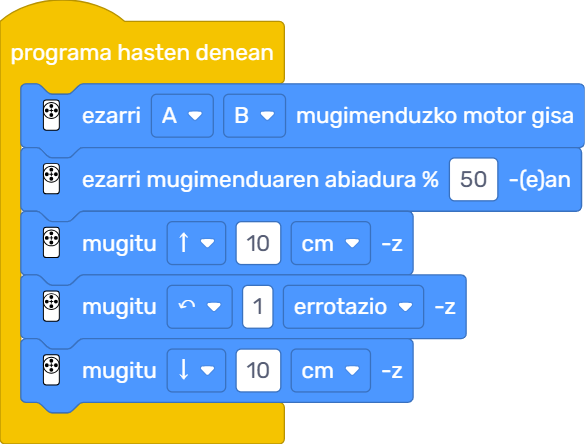 programa hasten denean
ezarri A B mugimenduzko motor gisa
ezarri mugimenduaren abiadura % 50 -(e)an
mugitu ↑ 10 cm -z
mugitu ↶ 1 errotazio -z
mugitu ↓ 10 cm -z